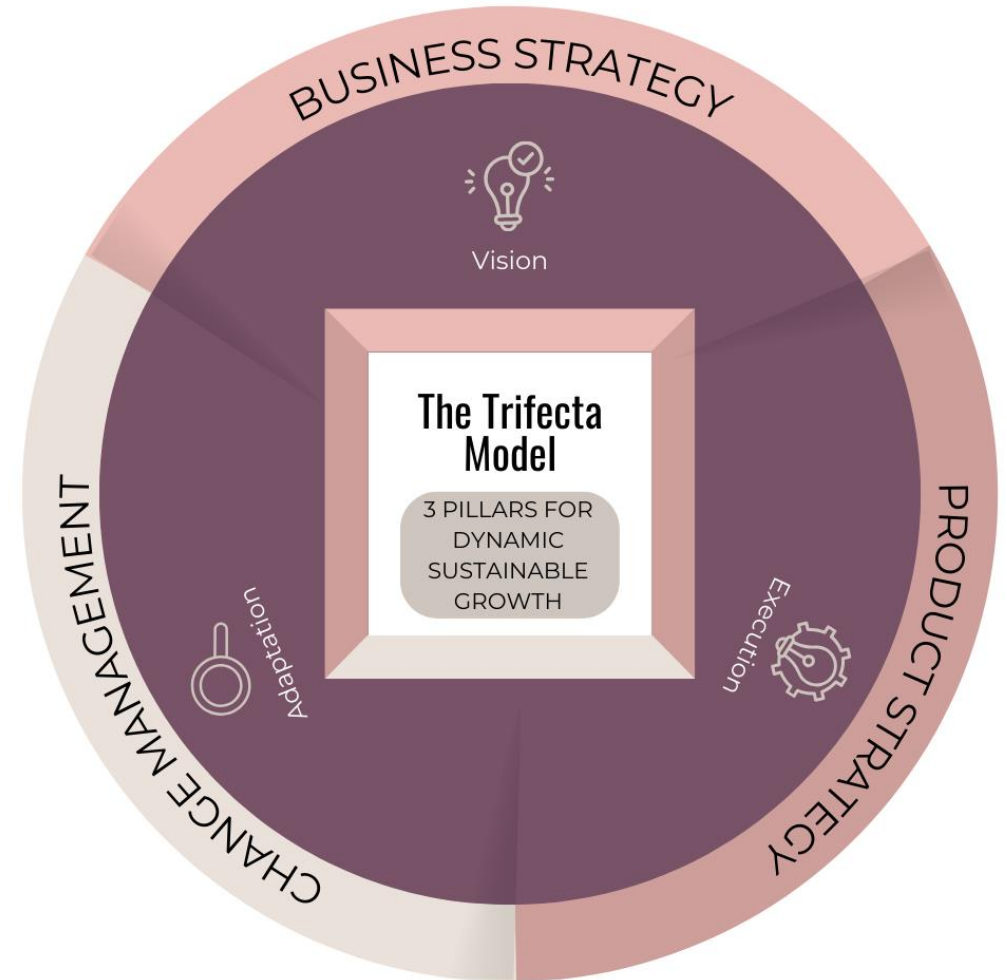 BUSINESS STRATEGY
Vision
The Trifecta
Model
3 PILLARS FOR
DYNAMIC
SUSTAINABLE
GROWTH
Execution
PRODUCT STRATEGY
Adaptation
CHANGE MANAGEMENT